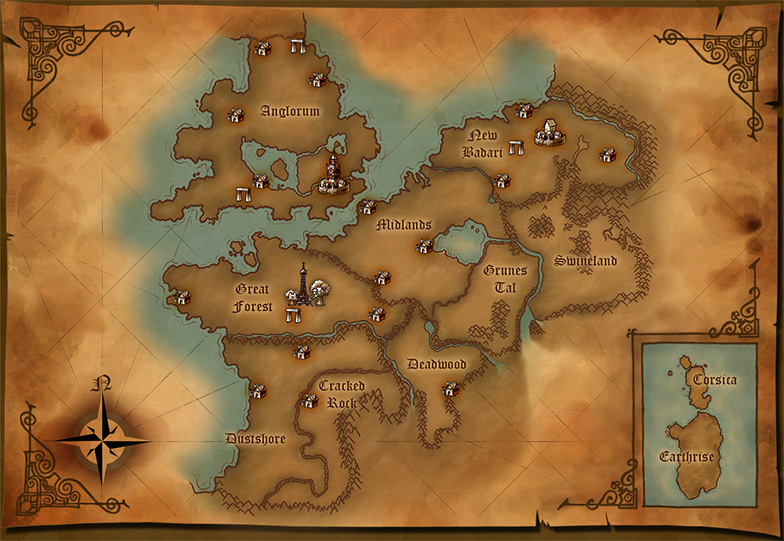 Anglorum
New
Badari
Midlands
Swineland
Grunes
Tal
Great
Forest
Deadwood
Cracked
Rock
Dustshore
N
Corsica
Earthrise